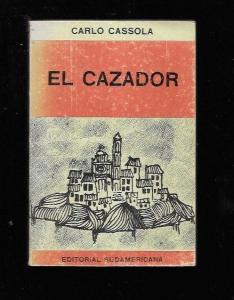 CARLO CASSOLA
EL CAZADOR
EDITORIAL SUDAMERICANA